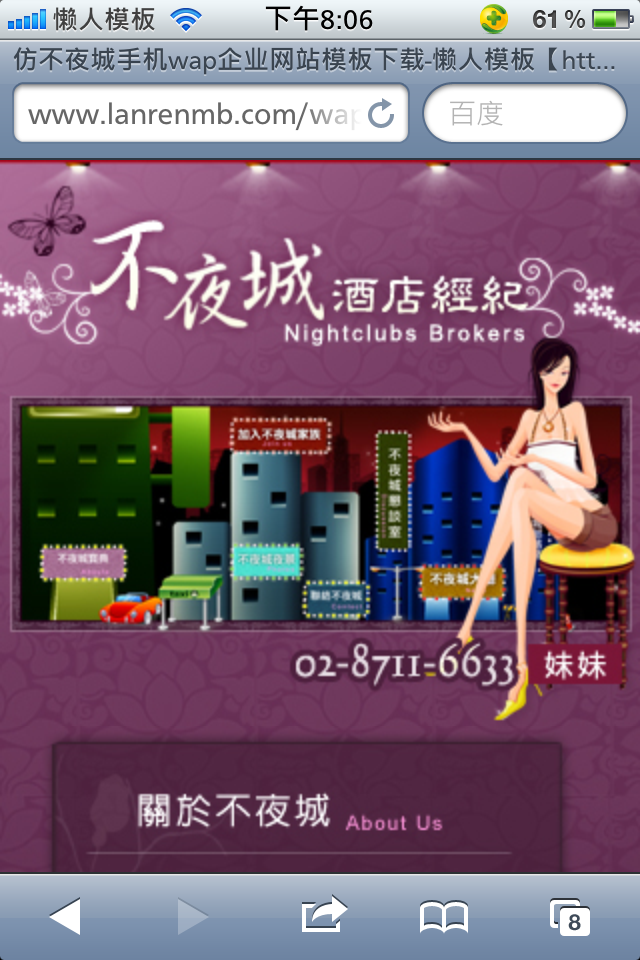 懒人模板 下午8:06 61%
仿不夜城手机wap企业网站模板下载-懒人模板【htt...
www.lanrenmb.com/wap 百度
不夜城 酒店經紀
Nightclubs Brokers
加入不夜城家族
不夜城懇談室
不夜城寶典
不夜城夜景
不夜城大
聯絡不夜城
Contact
02-8711-6633 妹妹
關於不夜城 About Us
8